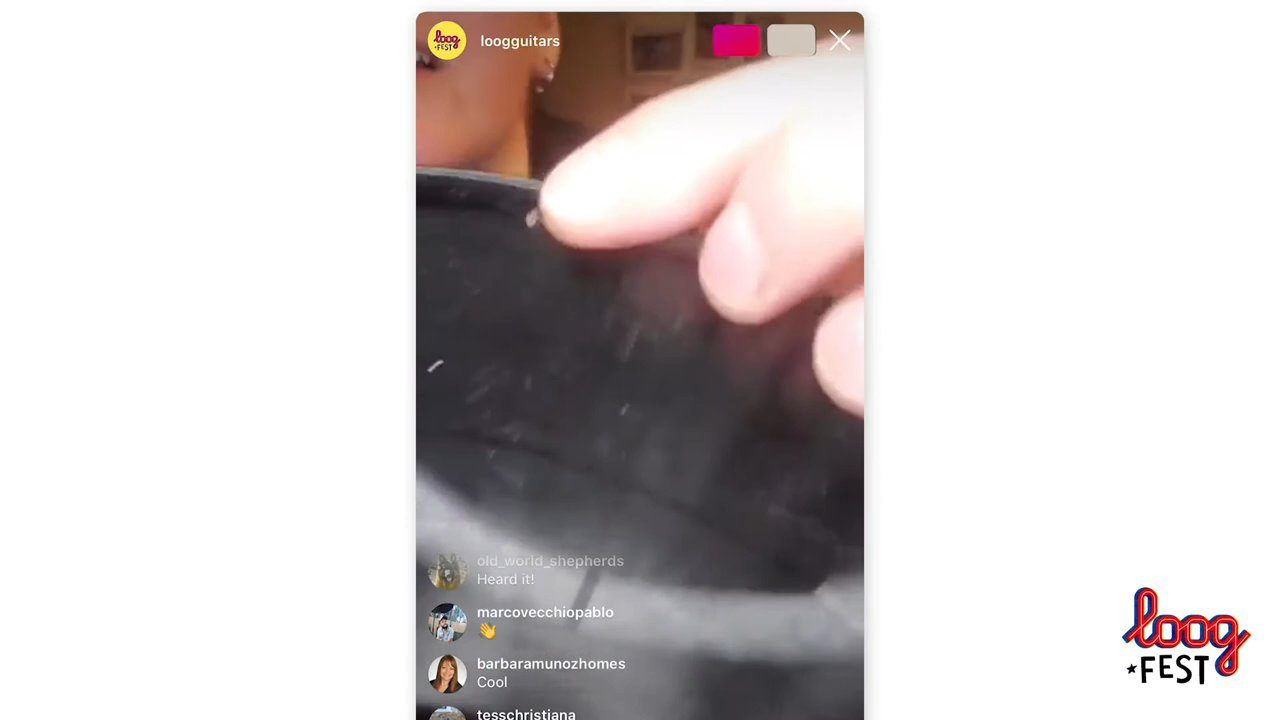 loog
FEST
loogguitars
old_world_shepherds
Heard it!
marcovecchiopablo
👋
barbaramunozhomes
Cool
tesschristiana
loog
FEST